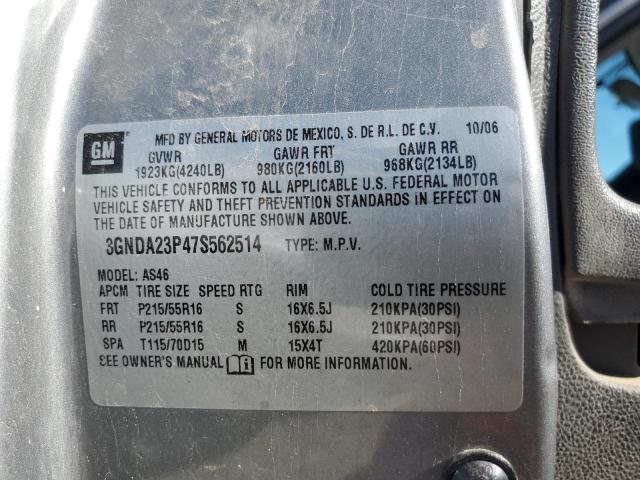 GM
MFD BY GENERAL MOTORS DE MEXICO, S. DE R.L. DE C.V. 10/06
GVWR GAWR FRT GAWR RR
1923KG(4240LB) 980KG(2160LB) 968KG(2134LB)
THIS VEHICLE CONFORMS TO ALL APPLICABLE U.S. FEDERAL MOTOR
VEHICLE SAFETY AND THEFT PREVENTION STANDARDS IN EFFECT ON
THE DATE OF MANUFACTURE SHOWN ABOVE.
3GNDA23P47S562514 TYPE: M.P.V.
MODEL: AS46
APCM TIRE SIZE SPEED RTG RIM COLD TIRE PRESSURE
FRT P215/55R16 S 16X6.5J 210KPA(30PSI)
RR P215/55R16 S 16X6.5J 210KPA(30PSI)
SPA T115/70D15 M 15X4T 420KPA(60PSI)
SEE OWNER'S MANUAL FOR MORE INFORMATION.